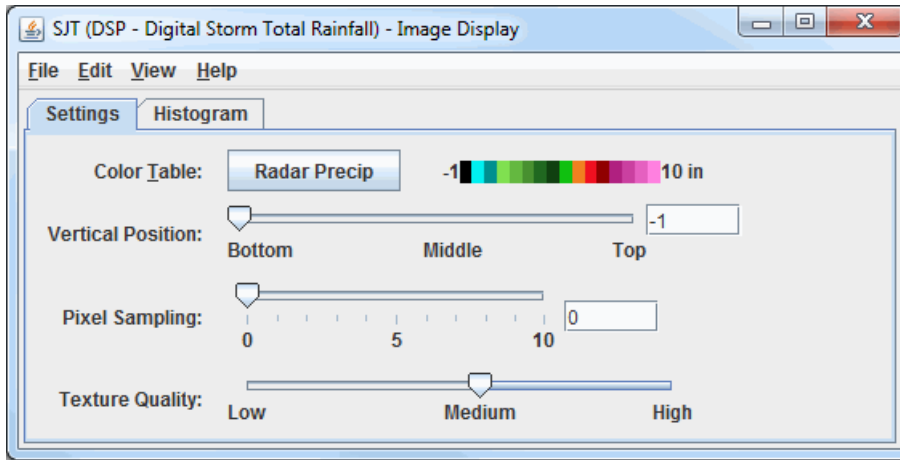 SJT (DSP - Digital Storm Total Rainfall) - Image Display
File Edit View Help
Settings Histogram
Color Table: Radar Precip -1 10 in
Vertical Position: -1
Bottom Middle Top
Pixel Sampling: 0
0 5 10
Texture Quality:
Low Medium High